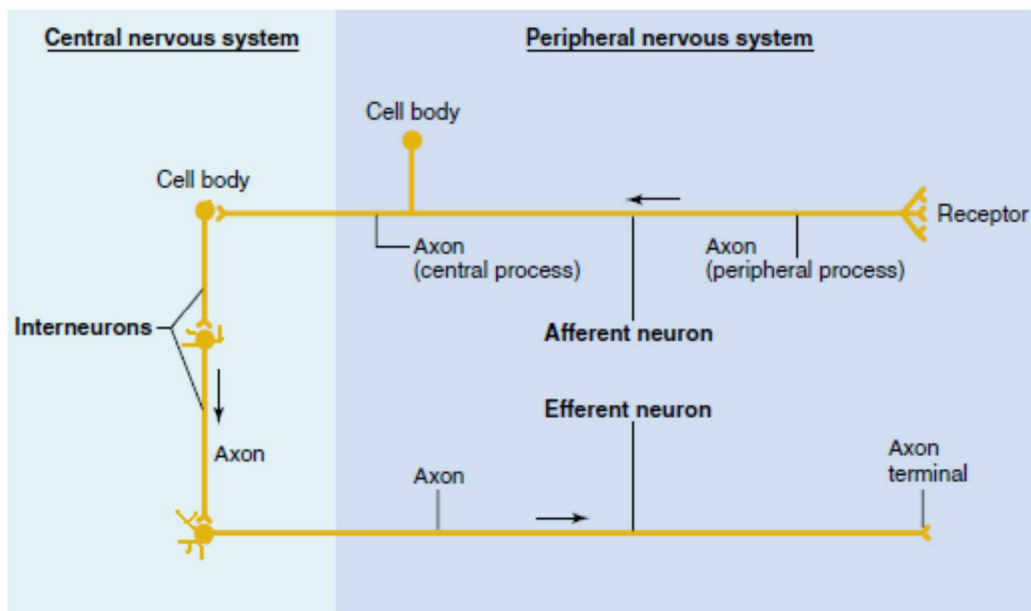 Central nervous system
Peripheral nervous system
Cell body
Cell body
Receptor
Axon
(central process)
Axon
(peripheral process)
Interneurons
Afferent neuron
Efferent neuron
Axon
Axon
Axon
terminal